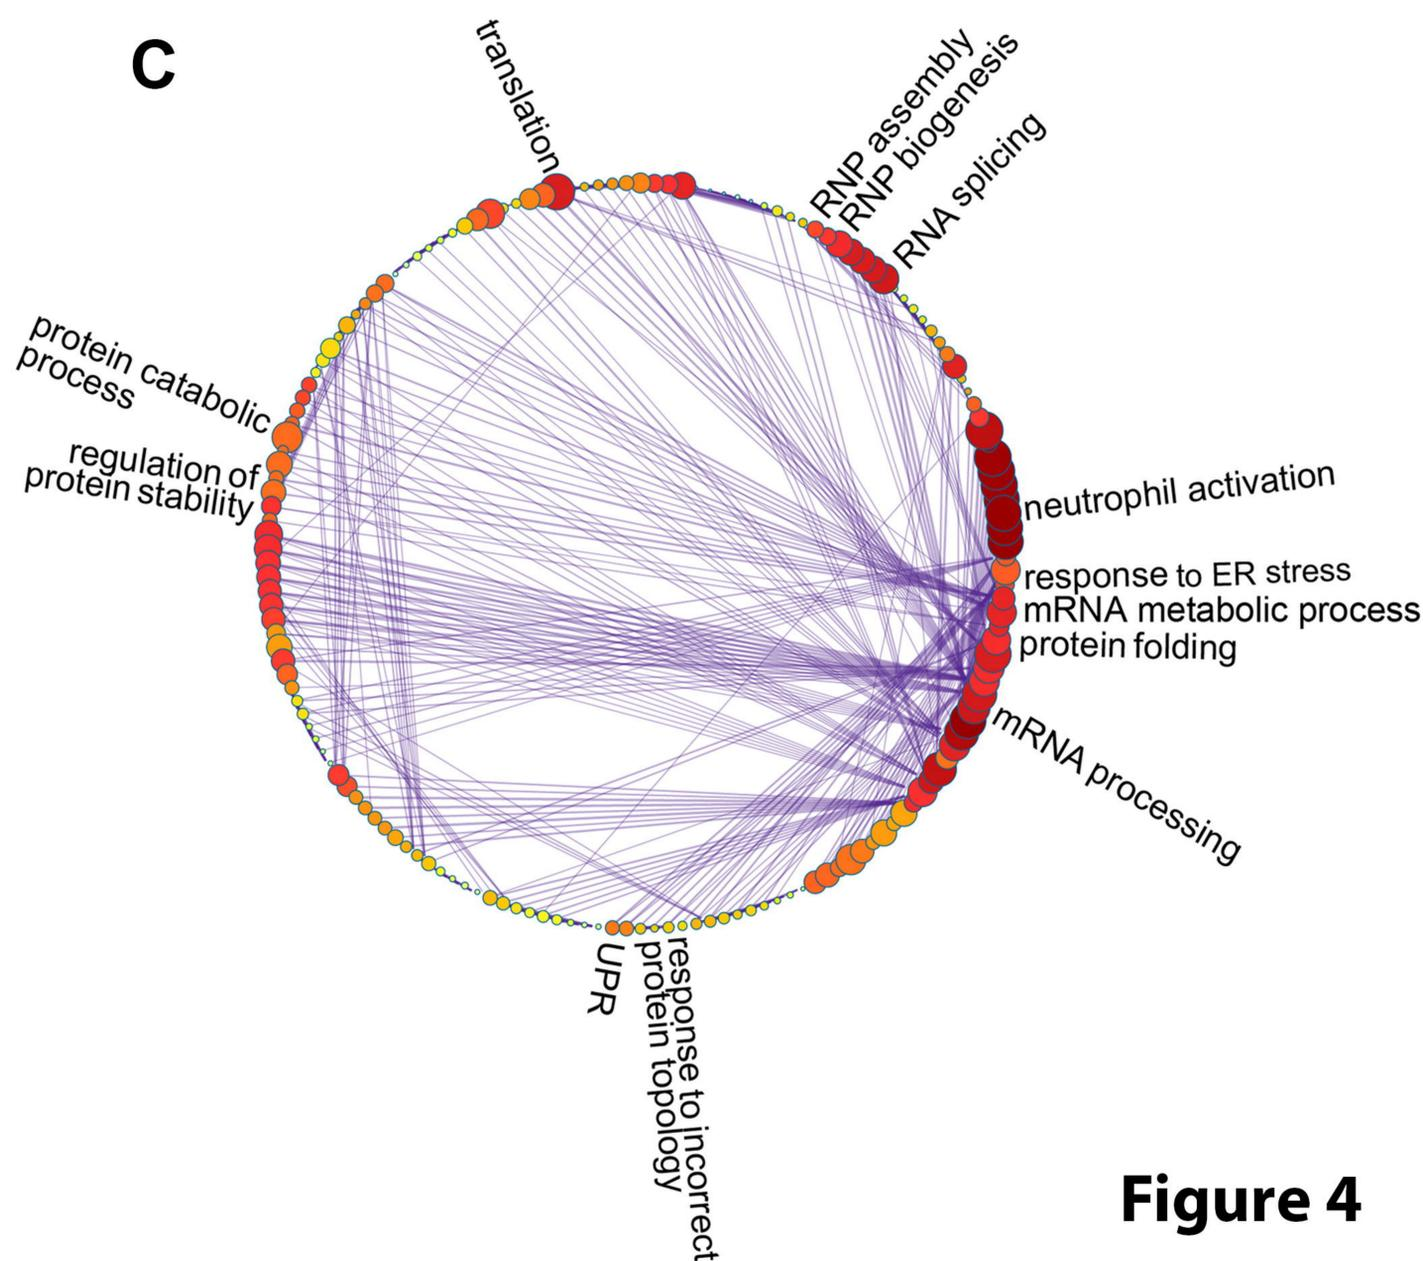 C
translation
RNP assembly
RNP biogenesis
RNA splicing
protein catabolic
process
regulation of
protein stability
neutrophil activation
response to ER stress
mRNA metabolic process
protein folding
mRNA processing
UPR
response to incorrect
protein topology
Figure 4